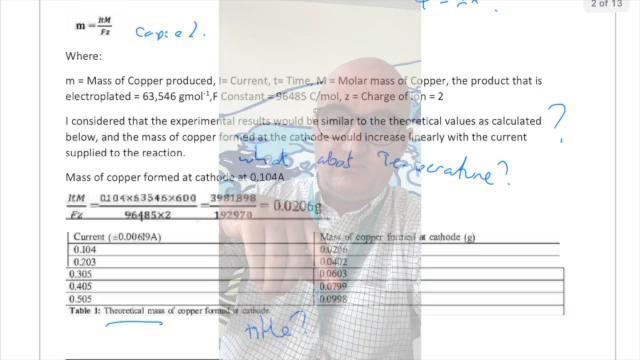 2 of 13
m = ItM/Fz
Where:
m = Mass of Copper produced, I= Current, t= Time, M = Molar mass of Copper, the product that is
electroplated = 63,546 gmol⁻¹,F Constant = 96485 C/mol, z = Charge of ion = 2
I considered that the experimental results would be similar to the theoretical values as calculated
below, and the mass of copper formed at the cathode would increase linearly with the current
supplied to the reaction.
?
what about Temperature?
Mass of copper formed at cathode at 0,104A
ItM/Fz = 0.104×63546×600/96485×2 = 3981,898/192970 = 0.0206g
Current (±0.00619A) Mass of copper formed at cathode (g)
0.104 0.0206
0.203 0.0402
0.305 0.0603
0.405 0.0799
0.505 0.0998
Table 1: Theoretical mass of copper formed at cathode.
title?